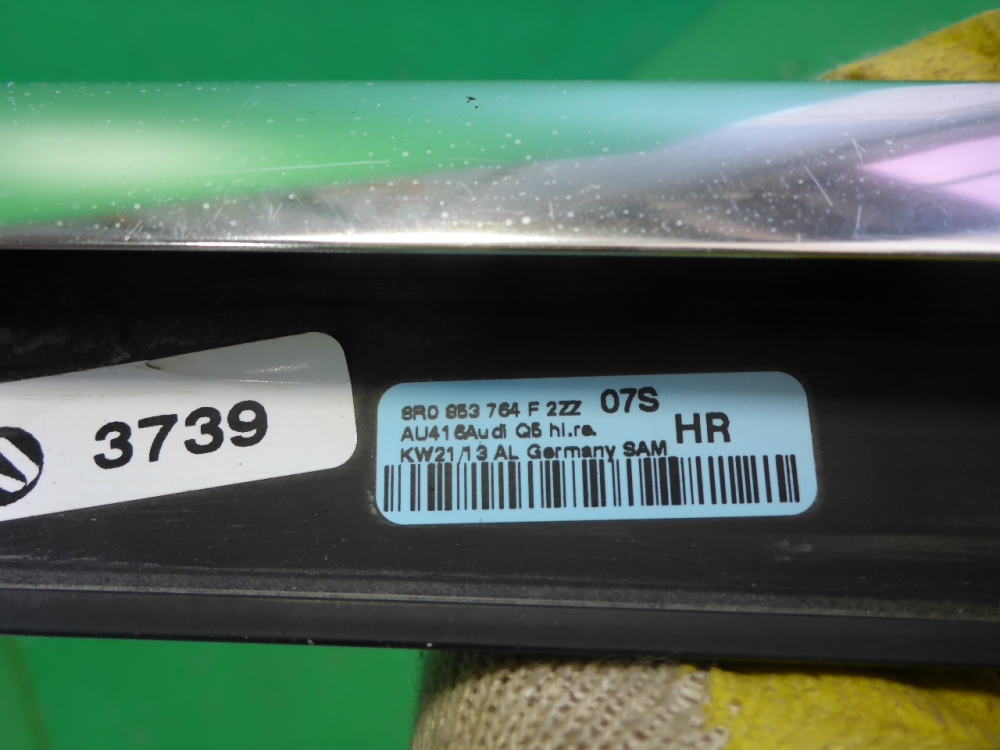 3739
8R0 853 764 F 2ZZ 07S
AU416Audi Q5 hi.re. HR
KW21/13 AL Germany SAM